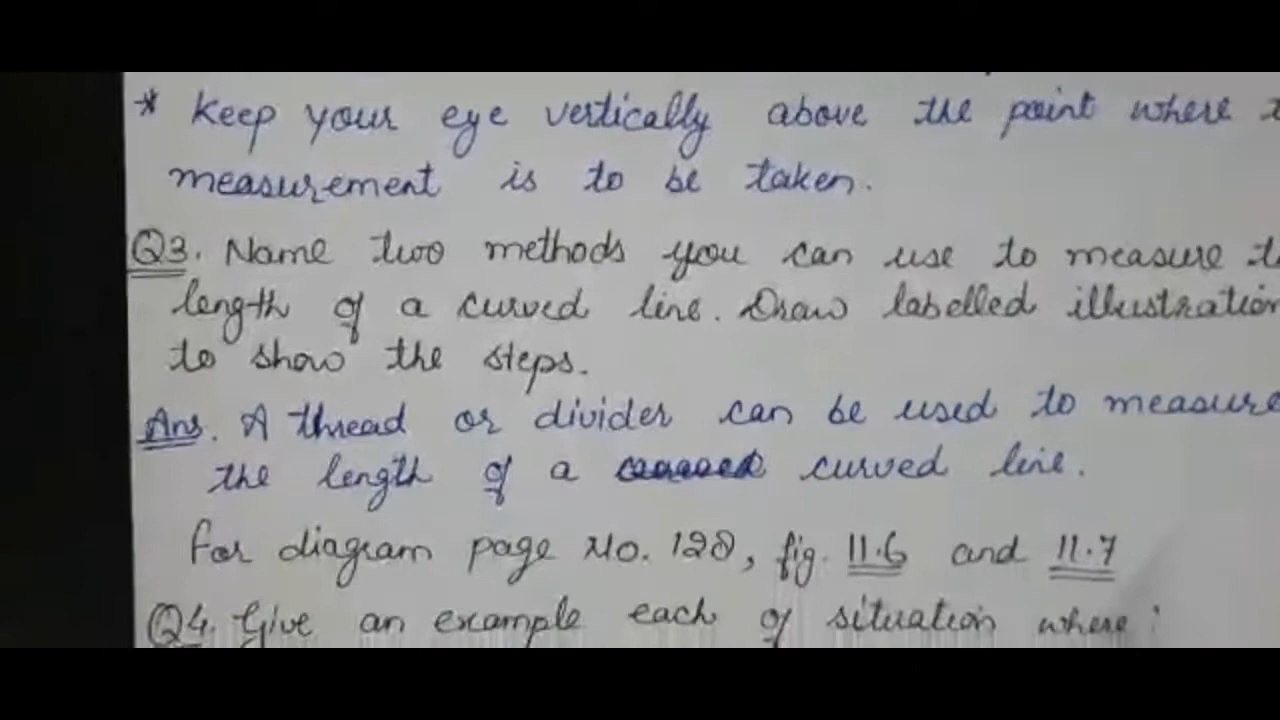 * Keep your eye vertically above the point where
measurement is to be taken.
Q3. Name two methods you can use to measure
length of a curved line. Draw labelled illustration
to show the steps.
Ans. A thread or divider can be used to measure
the length of a curved line.
For diagram page No. 128, fig. 11.6 and 11.7
Q4. Give an example each of situation where: